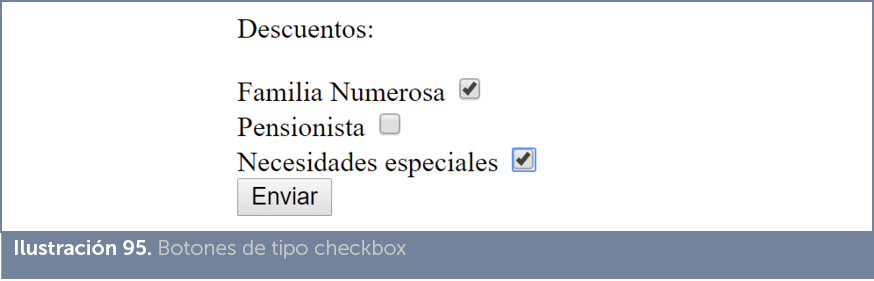 Descuentos:
Familia Numerosa
Pensionista
Necesidades especiales
Enviar
Ilustración 95. Botones de tipo checkbox